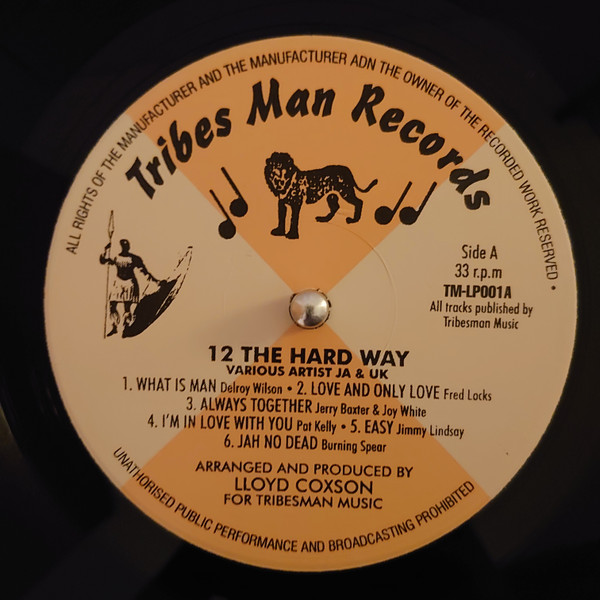 ALL RIGHTS OF THE MANUFACTURER AND THE MANUFACTURER ADN THE OWNER OF THE RECORDED WORK RESERVED •
Tribes Man Records
Side A
33 r.p.m
TM-LP001A
All tracks published by
Tribesman Music
12 THE HARD WAY
VARIOUS ARTIST JA & UK
1. WHAT IS MAN Delroy Wilson • 2. LOVE AND ONLY LOVE Fred Locks
3. ALWAYS TOGETHER Jerry Baxter & Joy White
4. I'M IN LOVE WITH YOU Pat Kelly • 5. EASY Jimmy Lindsay
6. JAH NO DEAD Burning Spear
ARRANGED AND PRODUCED BY
LLOYD COXSON
FOR TRIBESMAN MUSIC
UNAUTHORISED PUBLIC PERFORMANCE AND BROADCASTING PROHIBITED